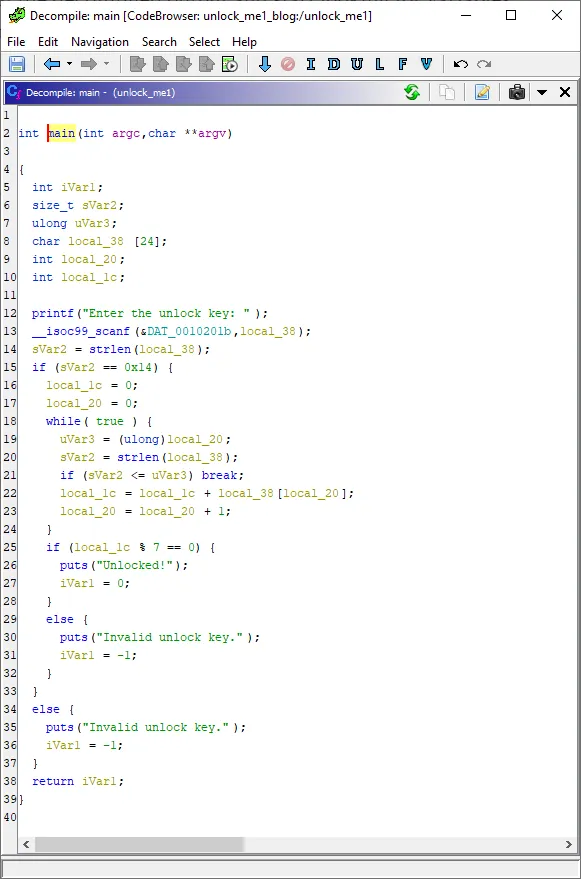 Decompile: main [CodeBrowser: unlock_me1_blog:/unlock_me1]
File Edit Navigation Search Select Help
I D U L F V
Decompile: main - (unlock_me1)
1
2 int main(int argc,char **argv)
3
4 {
5   int iVar1;
6   size_t sVar2;
7   ulong uVar3;
8   char local_38 [24];
9   int local_20;
10   int local_1c;
11
12   printf("Enter the unlock key: ");
13   __isoc99_scanf(&DAT_0010201b,local_38);
14   sVar2 = strlen(local_38);
15   if (sVar2 == 0x14) {
16     local_1c = 0;
17     local_20 = 0;
18     while( true ) {
19       uVar3 = (ulong)local_20;
20       sVar2 = strlen(local_38);
21       if (sVar2 <= uVar3) break;
22       local_1c = local_1c + local_38[local_20];
23       local_20 = local_20 + 1;
24     }
25     if (local_1c % 7 == 0) {
26       puts("Unlocked!");
27       iVar1 = 0;
28     }
29     else {
30       puts("Invalid unlock key.");
31       iVar1 = -1;
32     }
33   }
34   else {
35     puts("Invalid unlock key.");
36     iVar1 = -1;
37   }
38   return iVar1;
39 }
40